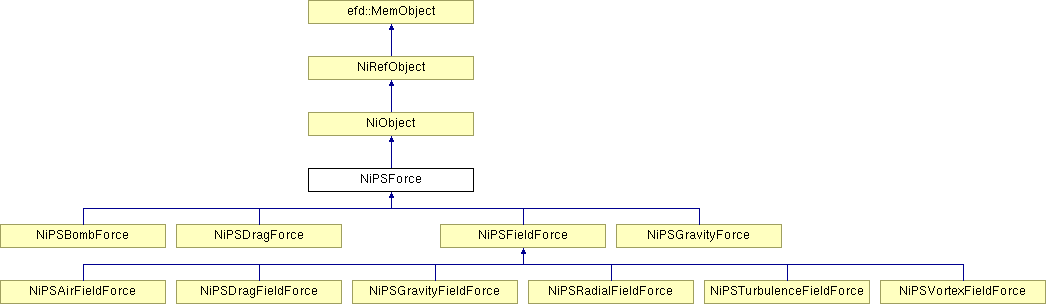 efd::MemObject
NiRefObject
NiObject
NiPSForce
NiPSBombForce NiPSDragForce NiPSFieldForce NiPSGravityForce
NiPSAirFieldForce NiPSDragFieldForce NiPSGravityFieldForce NiPSRadialFieldForce NiPSTurbulenceFieldForce NiPSVortexFieldForce